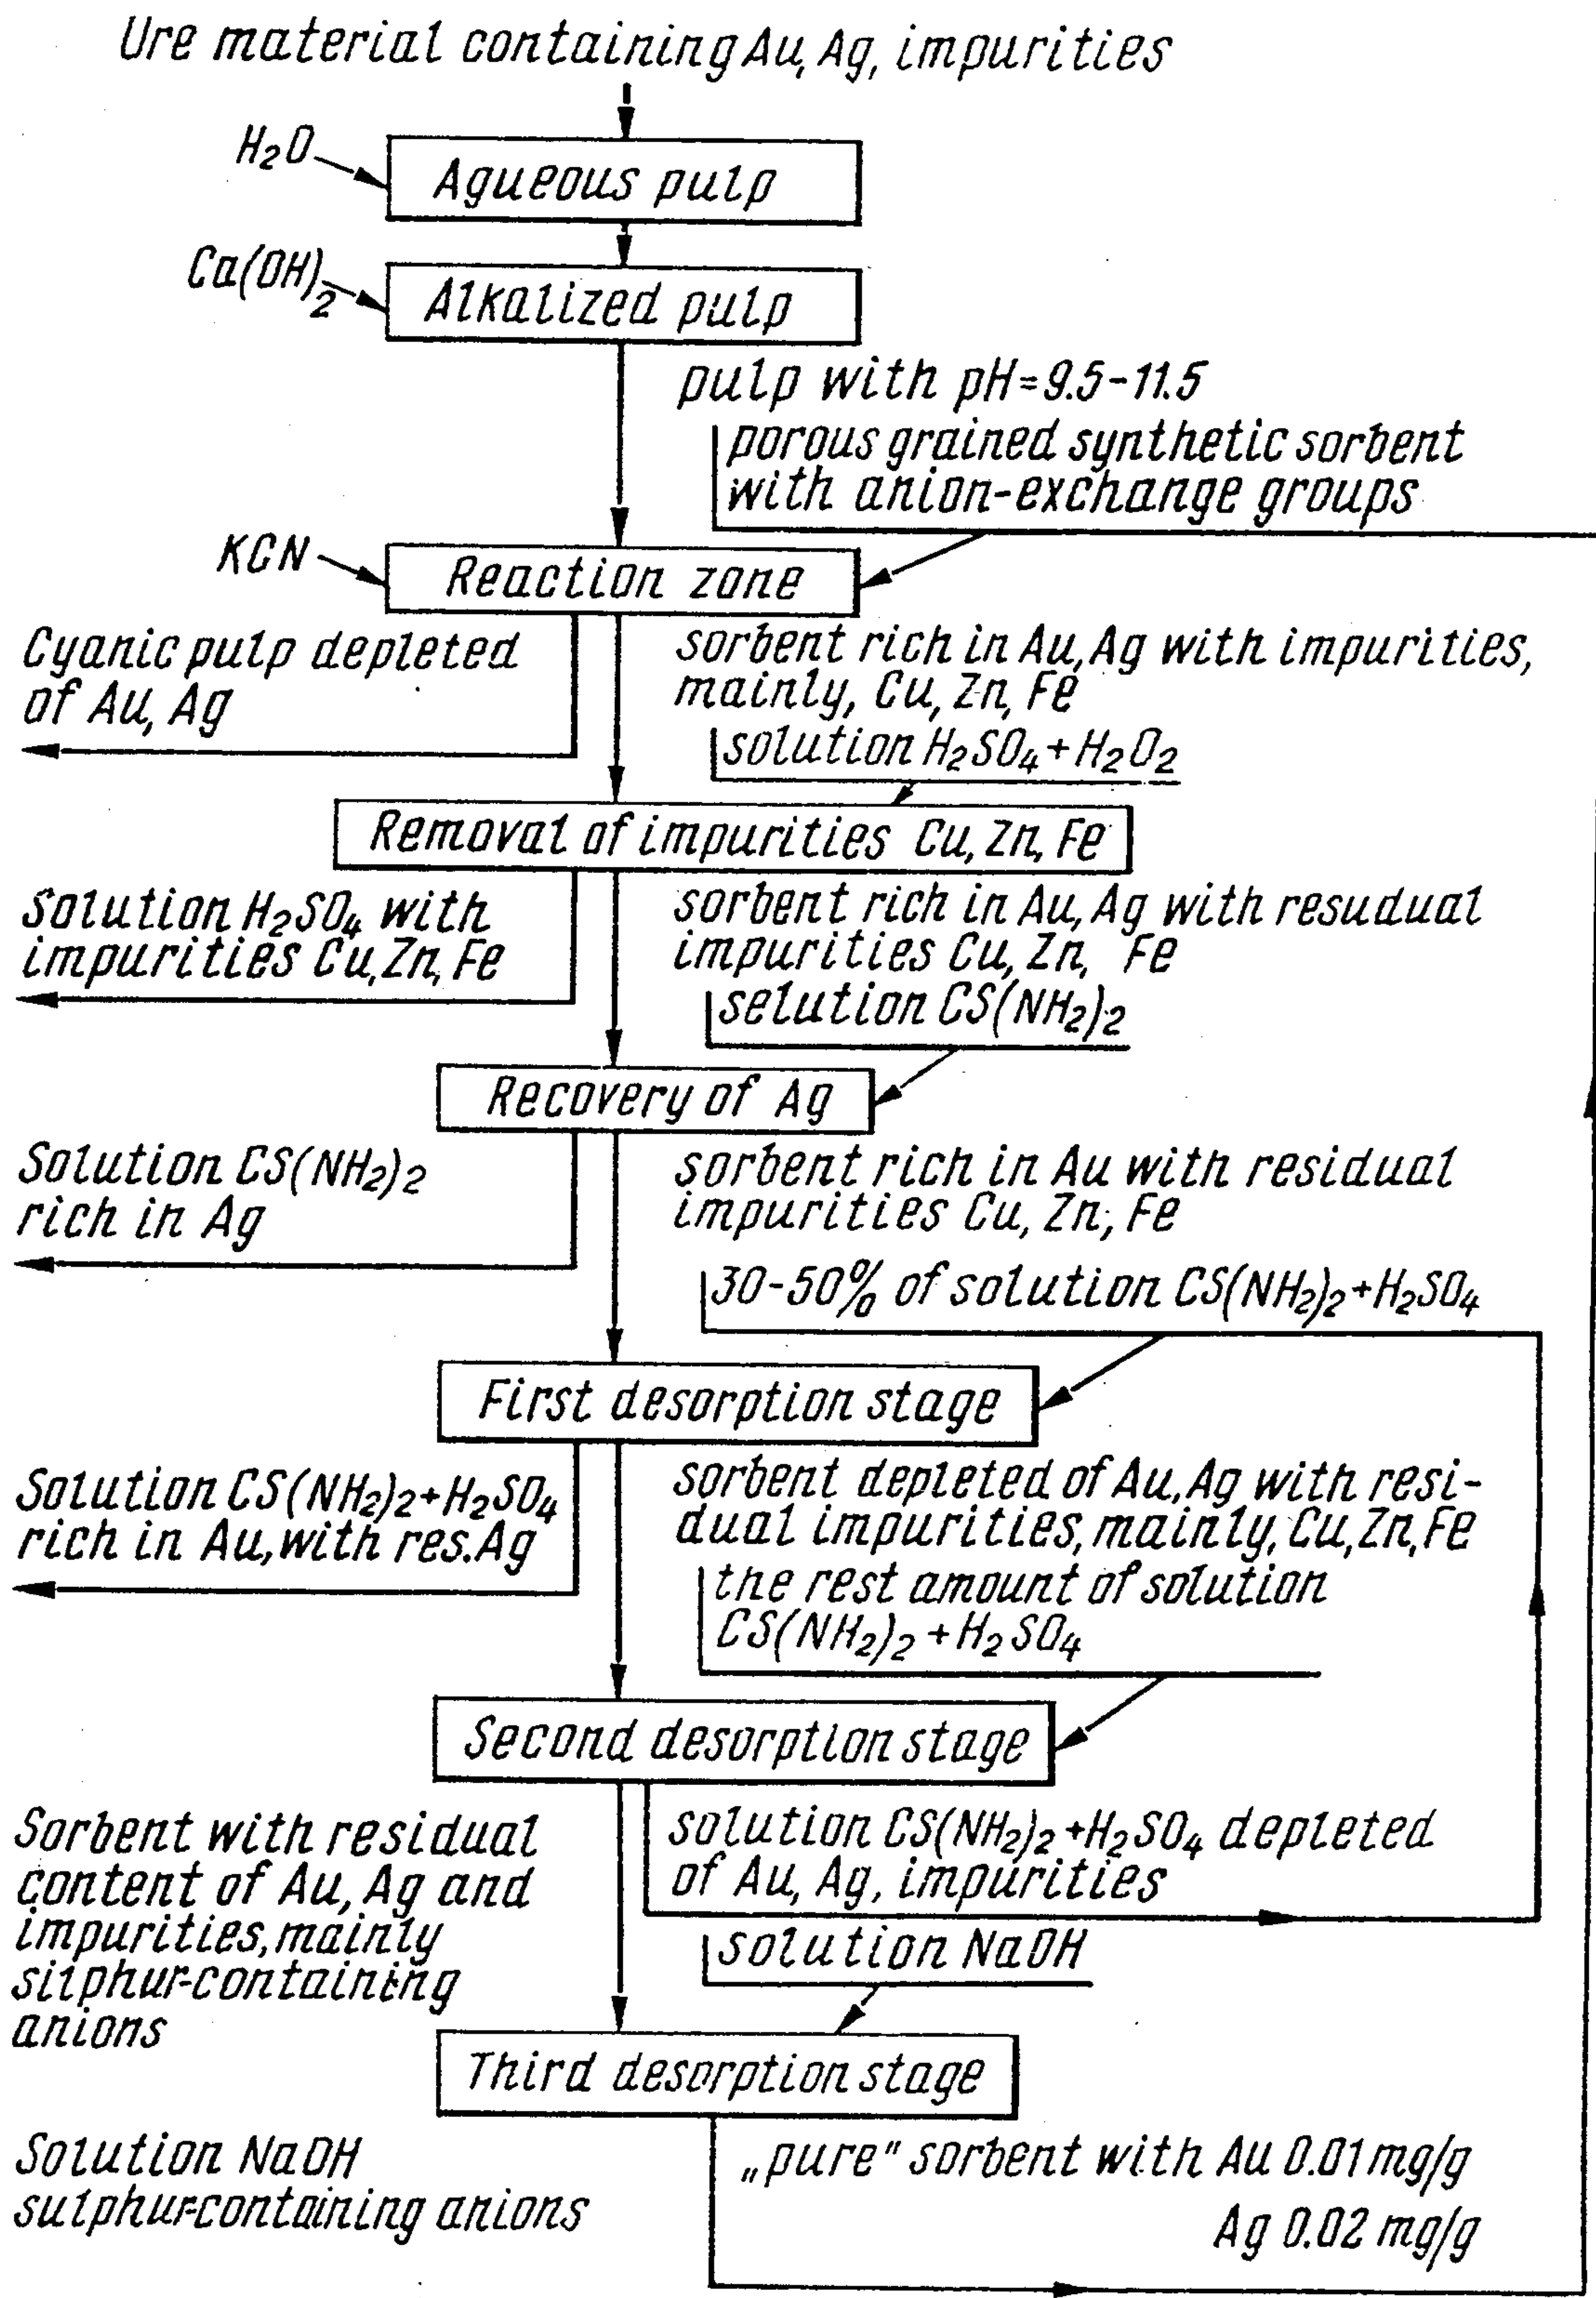 Ure material containing Au, Ag, impurities
H₂O
Agueous pulp
Ca(OH)₂
Alkalized pulp
pulp with pH=9.5-11.5
porous grained synthetic sorbent
with anion-exchange groups
KCN
Reaction zone
Cyanic pulp depleted
of Au, Ag
sorbent rich in Au, Ag with impurities,
mainly, Cu, Zn, Fe
solution H₂SO₄+H₂O₂
Removal of impurities Cu, Zn, Fe
Solution H₂SO₄ with
impurities Cu, Zn, Fe
sorbent rich in Au, Ag with resudual
impurities Cu, Zn, Fe
selution CS(NH₂)₂
Recovery of Ag
Solution CS(NH₂)₂
rich in Ag
sorbent rich in Au with residual
impurities Cu, Zn, Fe
30-50% of solution CS(NH₂)₂+H₂SO₄
First desorption stage
Solution CS(NH₂)₂+H₂SO₄
rich in Au, with res. Ag
sorbent depleted of Au, Ag with resi-
dual impurities, mainly, Cu, Zn, Fe
the rest amount of solution
CS(NH₂)₂+H₂SO₄
Second desorption stage
Sorbent with residual
content of Au, Ag and
impurities, mainly
silphur-containing
anions
solution CS(NH₂)₂+H₂SO₄ depleted
of Au, Ag, impurities
solution NaOH
Third desorption stage
Solution NaOH
sulphur-containing anions
„pure" sorbent with Au 0.01 mg/g
Ag 0.02 mg/g